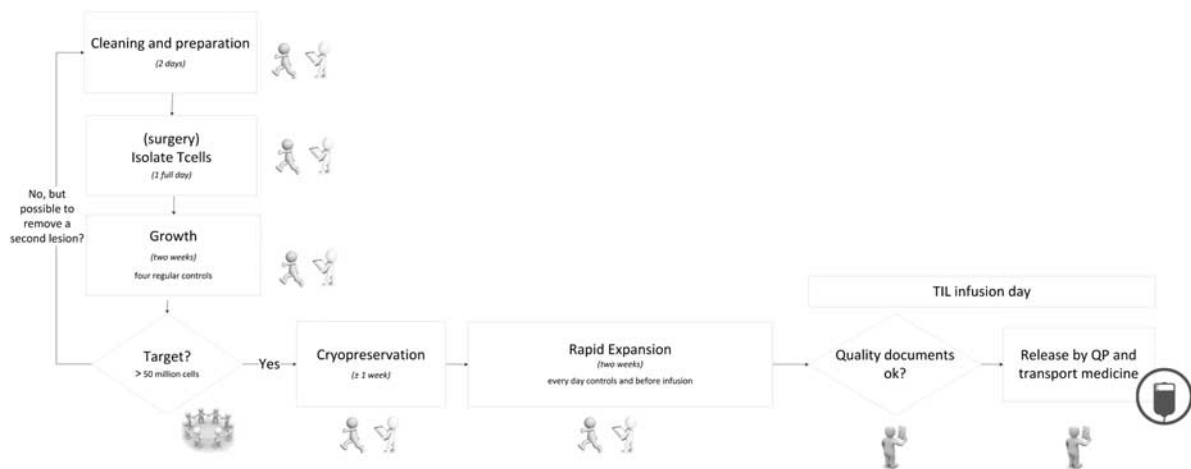 Cleaning and preparation
(2 days)
(surgery)
Isolate Tcells
(1 full day)
No, but
possible to
remove a
second lesion?
Growth
(two weeks)
four regular controls
Target?
> 50 million cells
Yes
Cryopreservation
(± 1 week)
Rapid Expansion
(two weeks)
every day controls and before infusion
TIL infusion day
Quality documents
ok?
Release by QP and
transport medicine